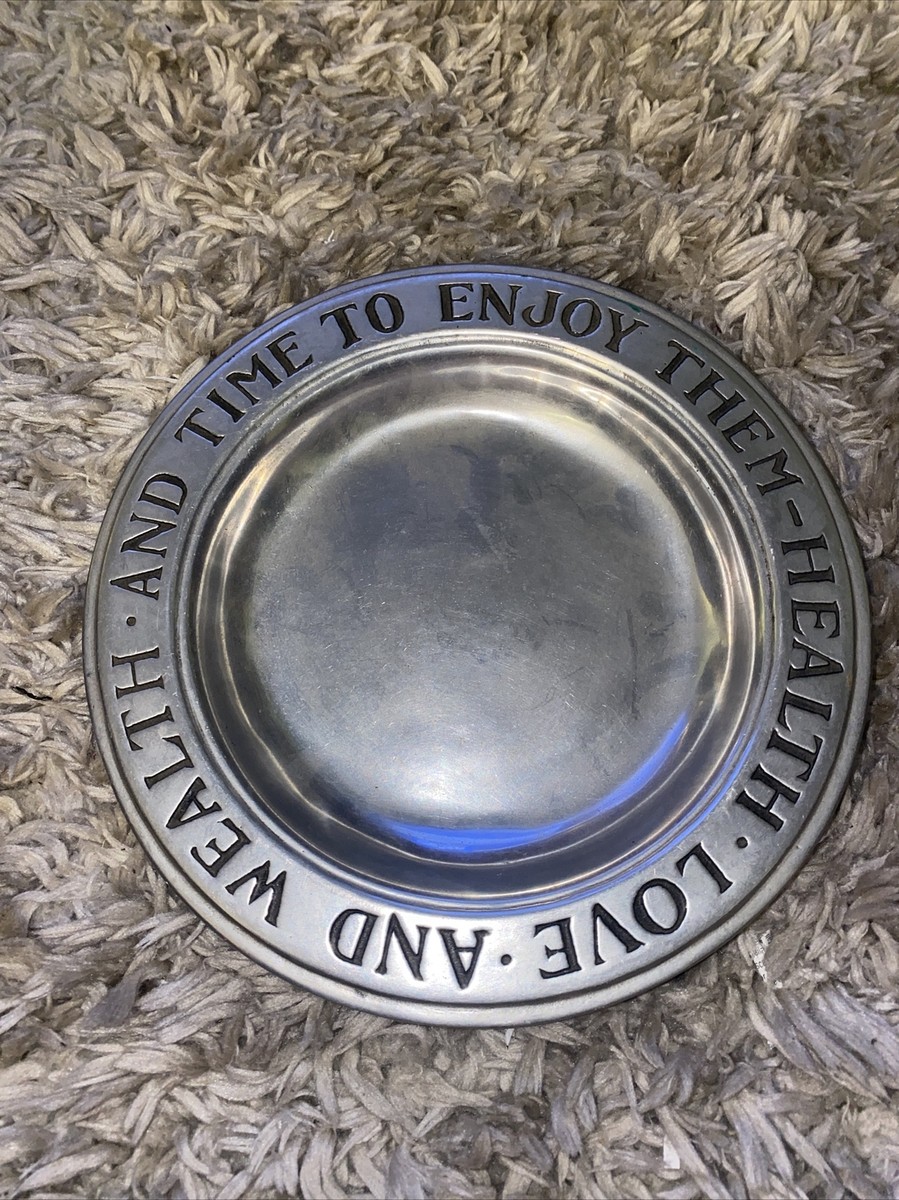 HEALTH · LOVE · AND WEALTH · AND TIME TO ENJOY THEM-